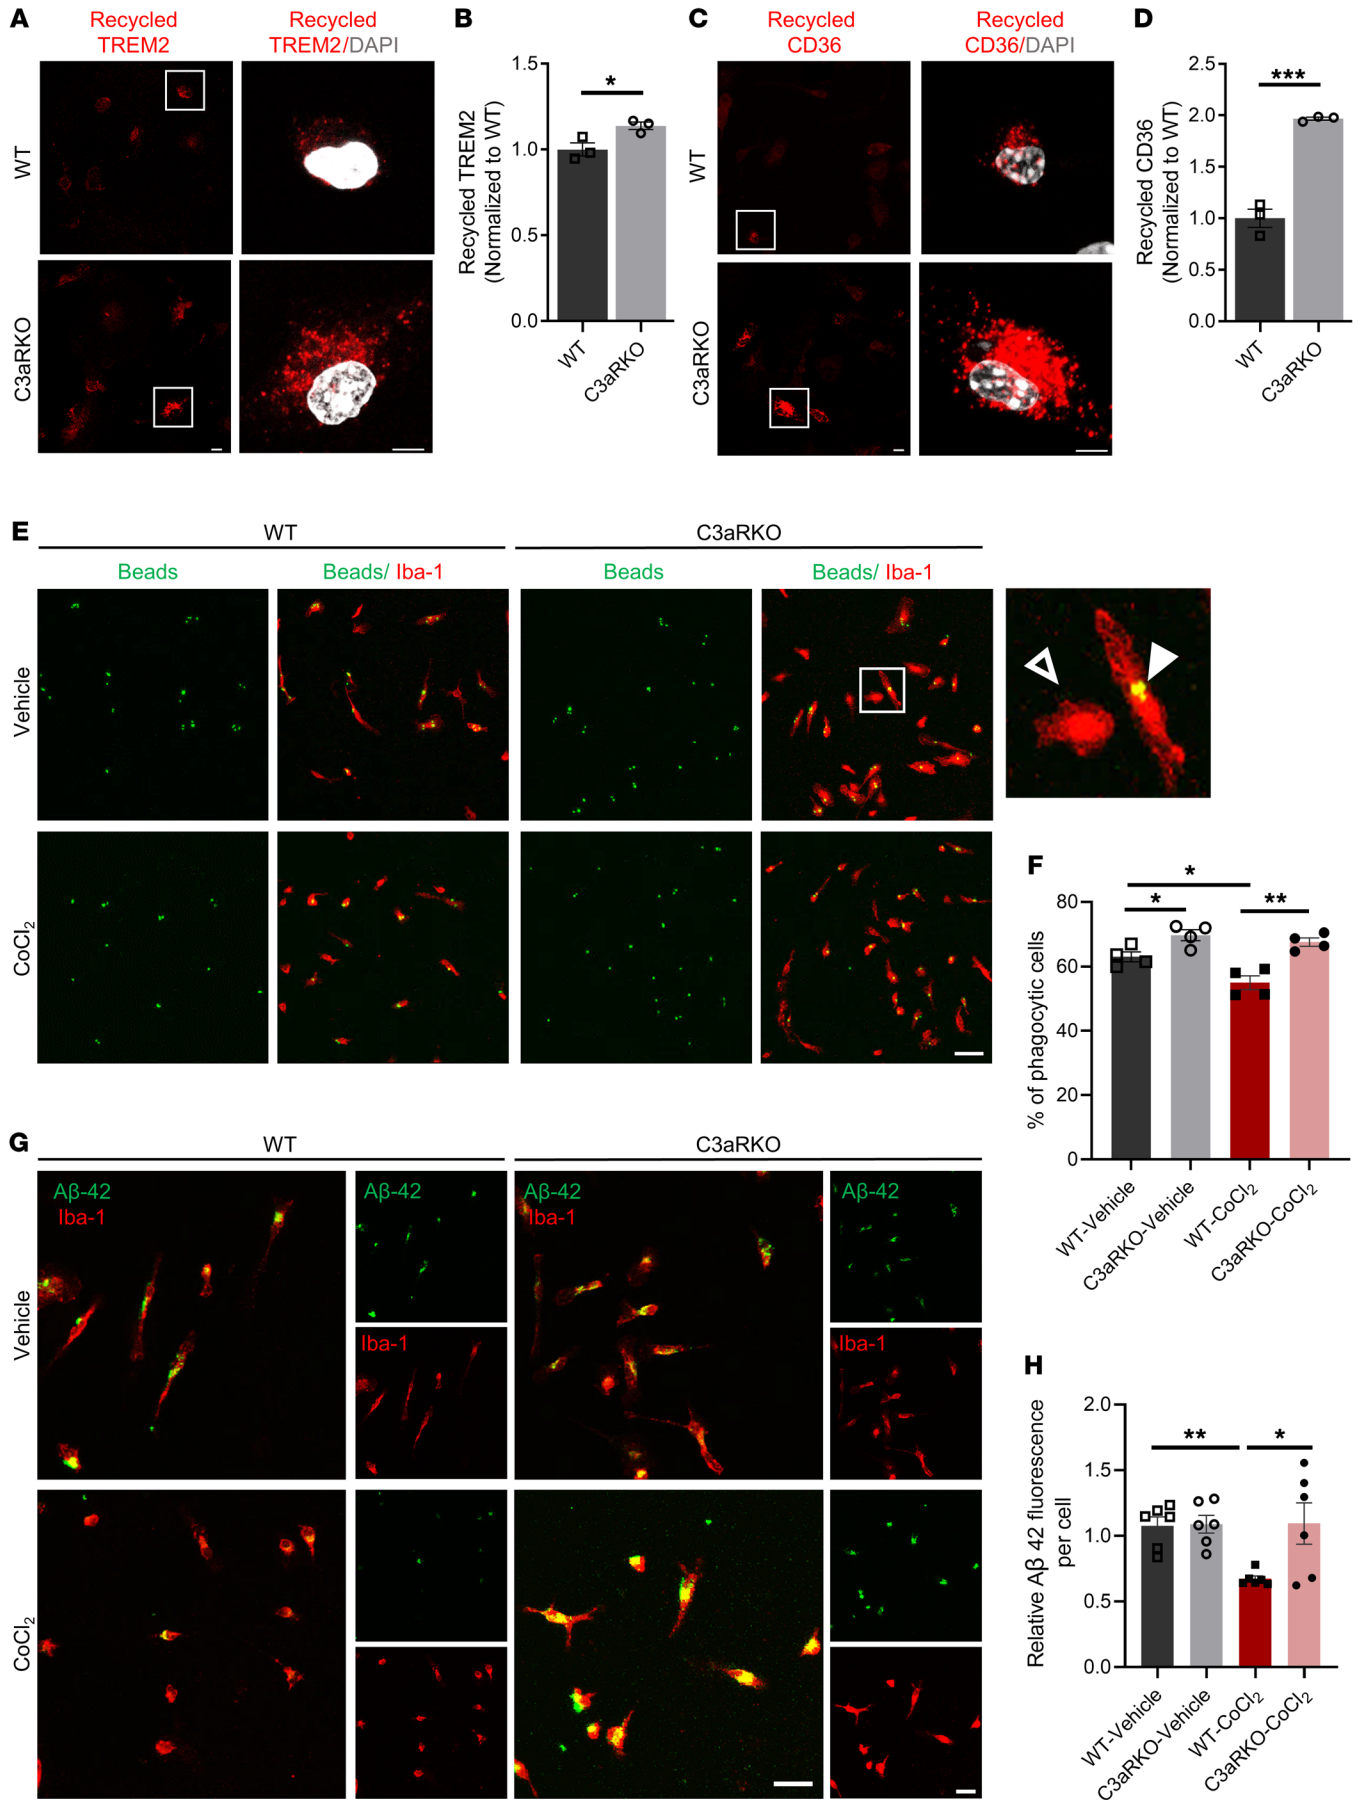 A
Recycled
TREM2
Recycled
TREM2/DAPI
WT
C3aRKO
B
Recycled TREM2
(Normalized to WT)
1.5
1.0
0.5
0.0
*
WT
C3aRKO
C
Recycled
CD36
Recycled
CD36/DAPI
WT
C3aRKO
D
Recycled CD36
(Normalized to WT)
2.5
2.0
1.5
1.0
0.5
0.0
***
WT
C3aRKO
E
WT
C3aRKO
Beads
Beads/ Iba-1
Beads
Beads/ Iba-1
Vehicle
CoCl₂
F
% of phagocytic cells
80
60
40
20
0
*
*
**
WT-Vehicle
C3aRKO-Vehicle
WT-CoCl₂
C3aRKO-CoCl₂
G
WT
C3aRKO
Vehicle
CoCl₂
Aβ-42
Iba-1
Aβ-42
Iba-1
Aβ-42
Iba-1
Aβ-42
Iba-1
H
Relative Aβ 42 fluorescence
per cell
2.0
1.5
1.0
0.5
0.0
**
*
WT-Vehicle
C3aRKO-Vehicle
WT-CoCl₂
C3aRKO-CoCl₂